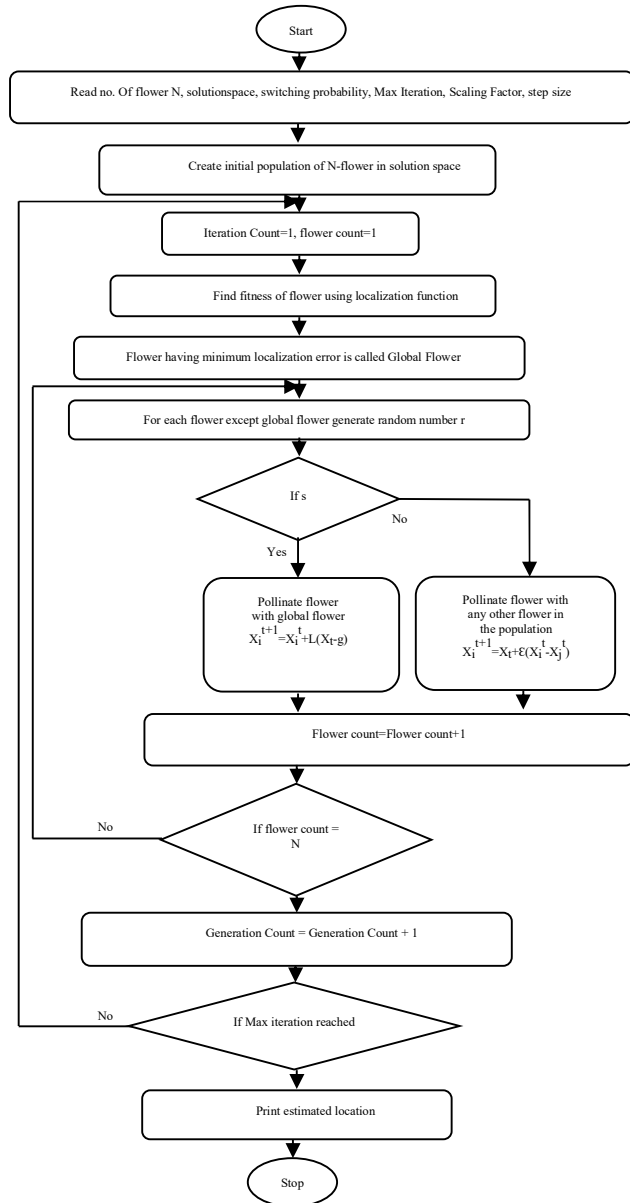 Start
Read no. Of flower N, solutionspace, switching probability, Max Iteration, Scaling Factor, step size
Create initial population of N-flower in solution space
Iteration Count=1, flower count=1
Find fitness of flower using localization function
Flower having minimum localization error is called Global Flower
For each flower except global flower generate random number r
If s
No
Yes
Pollinate flower
with global flower
X_i^{t+1}=X_i^t+L(X_t-g)
Pollinate flower with
any other flower in
the population
X_i^{t+1}=X_t+Ɛ(X_i^t-X_j^t)
Flower count=Flower count+1
No
If flower count =
N
Generation Count = Generation Count + 1
No
If Max iteration reached
Print estimated location
Stop